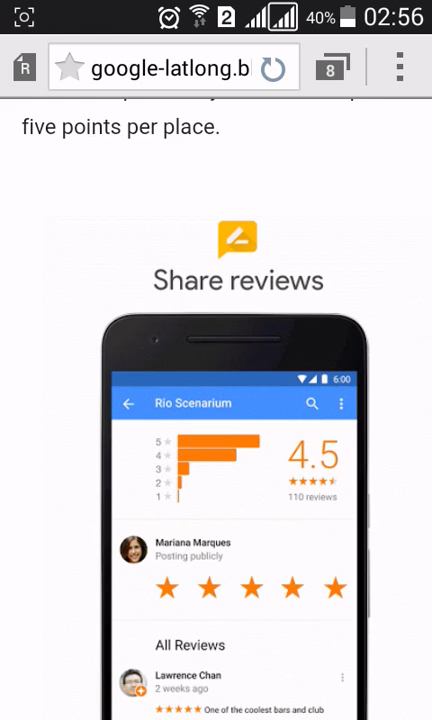 2
40%
02:56
R
google-latlong.b
8
five points per place.
Share reviews
6:00
Rio Scenarium
5
4
3
2
1
4.5
110 reviews
Mariana Marques
Posting publicly
All Reviews
Lawrence Chan
2 weeks ago
One of the coolest bars and club